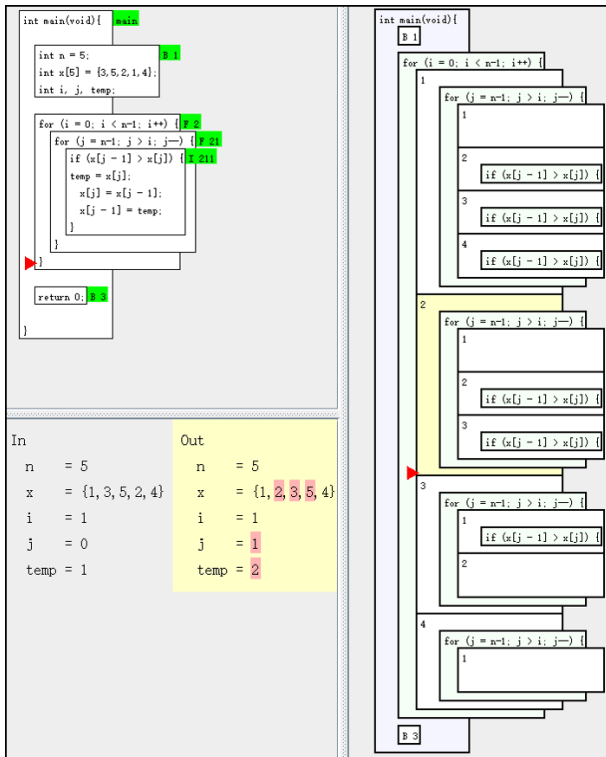 int main(void){ main
int n = 5; B 1
int x[5] = {3,5,2,1,4};
int i, j, temp;
for (i = 0; i < n-1; i++) { F 2
for (j = n-1; j > i; j--) { F 21
if (x[j - 1] > x[j]) { I 211
temp = x[j];
x[j] = x[j - 1];
x[j - 1] = temp;
}
}
}
return 0; B 3
}
In
n = 5
x = {1,3,5,2,4}
i = 1
j = 0
temp = 1
Out
n = 5
x = {1,2,3,5,4}
i = 1
j = 1
temp = 2
int main(void){
B 1
for (i = 0; i < n-1; i++) {
1
for (j = n-1; j > i; j--) {
1
2
if (x[j - 1] > x[j]) {
3
if (x[j - 1] > x[j]) {
4
if (x[j - 1] > x[j]) {
2
for (j = n-1; j > i; j--) {
1
2
if (x[j - 1] > x[j]) {
3
if (x[j - 1] > x[j]) {
3
for (j = n-1; j > i; j--) {
1
if (x[j - 1] > x[j]) {
2
4
for (j = n-1; j > i; j--) {
1
B 3